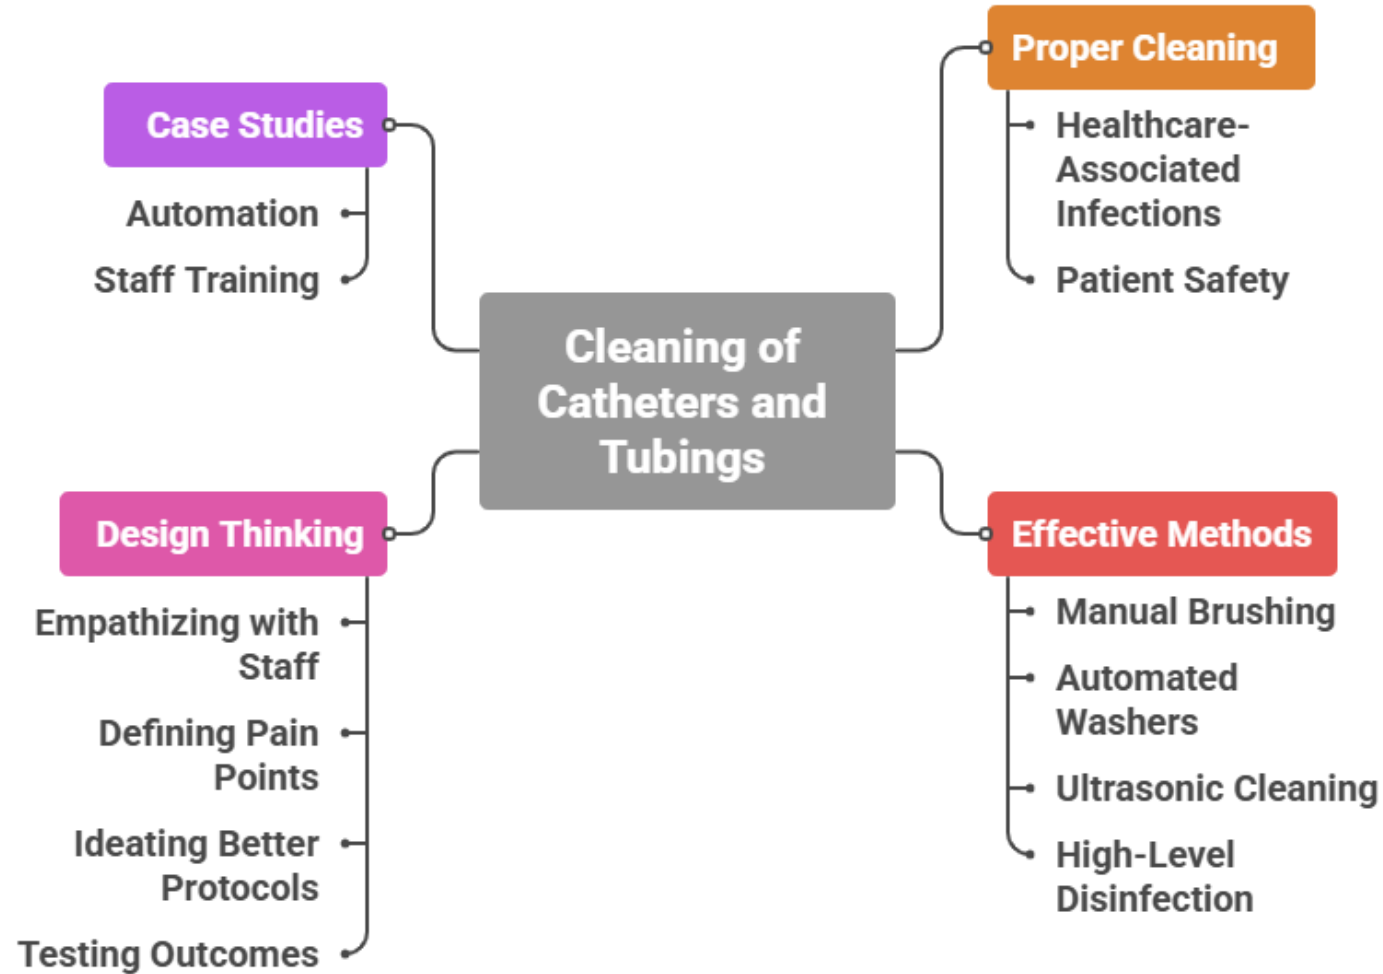 Cleaning of
Catheters and
Tubings
Case Studies
Automation
Staff Training
Design Thinking
Empathizing with
Staff
Defining Pain
Points
Ideating Better
Protocols
Testing Outcomes
Proper Cleaning
Healthcare-
Associated
Infections
Patient Safety
Effective Methods
Manual Brushing
Automated
Washers
Ultrasonic Cleaning
High-Level
Disinfection